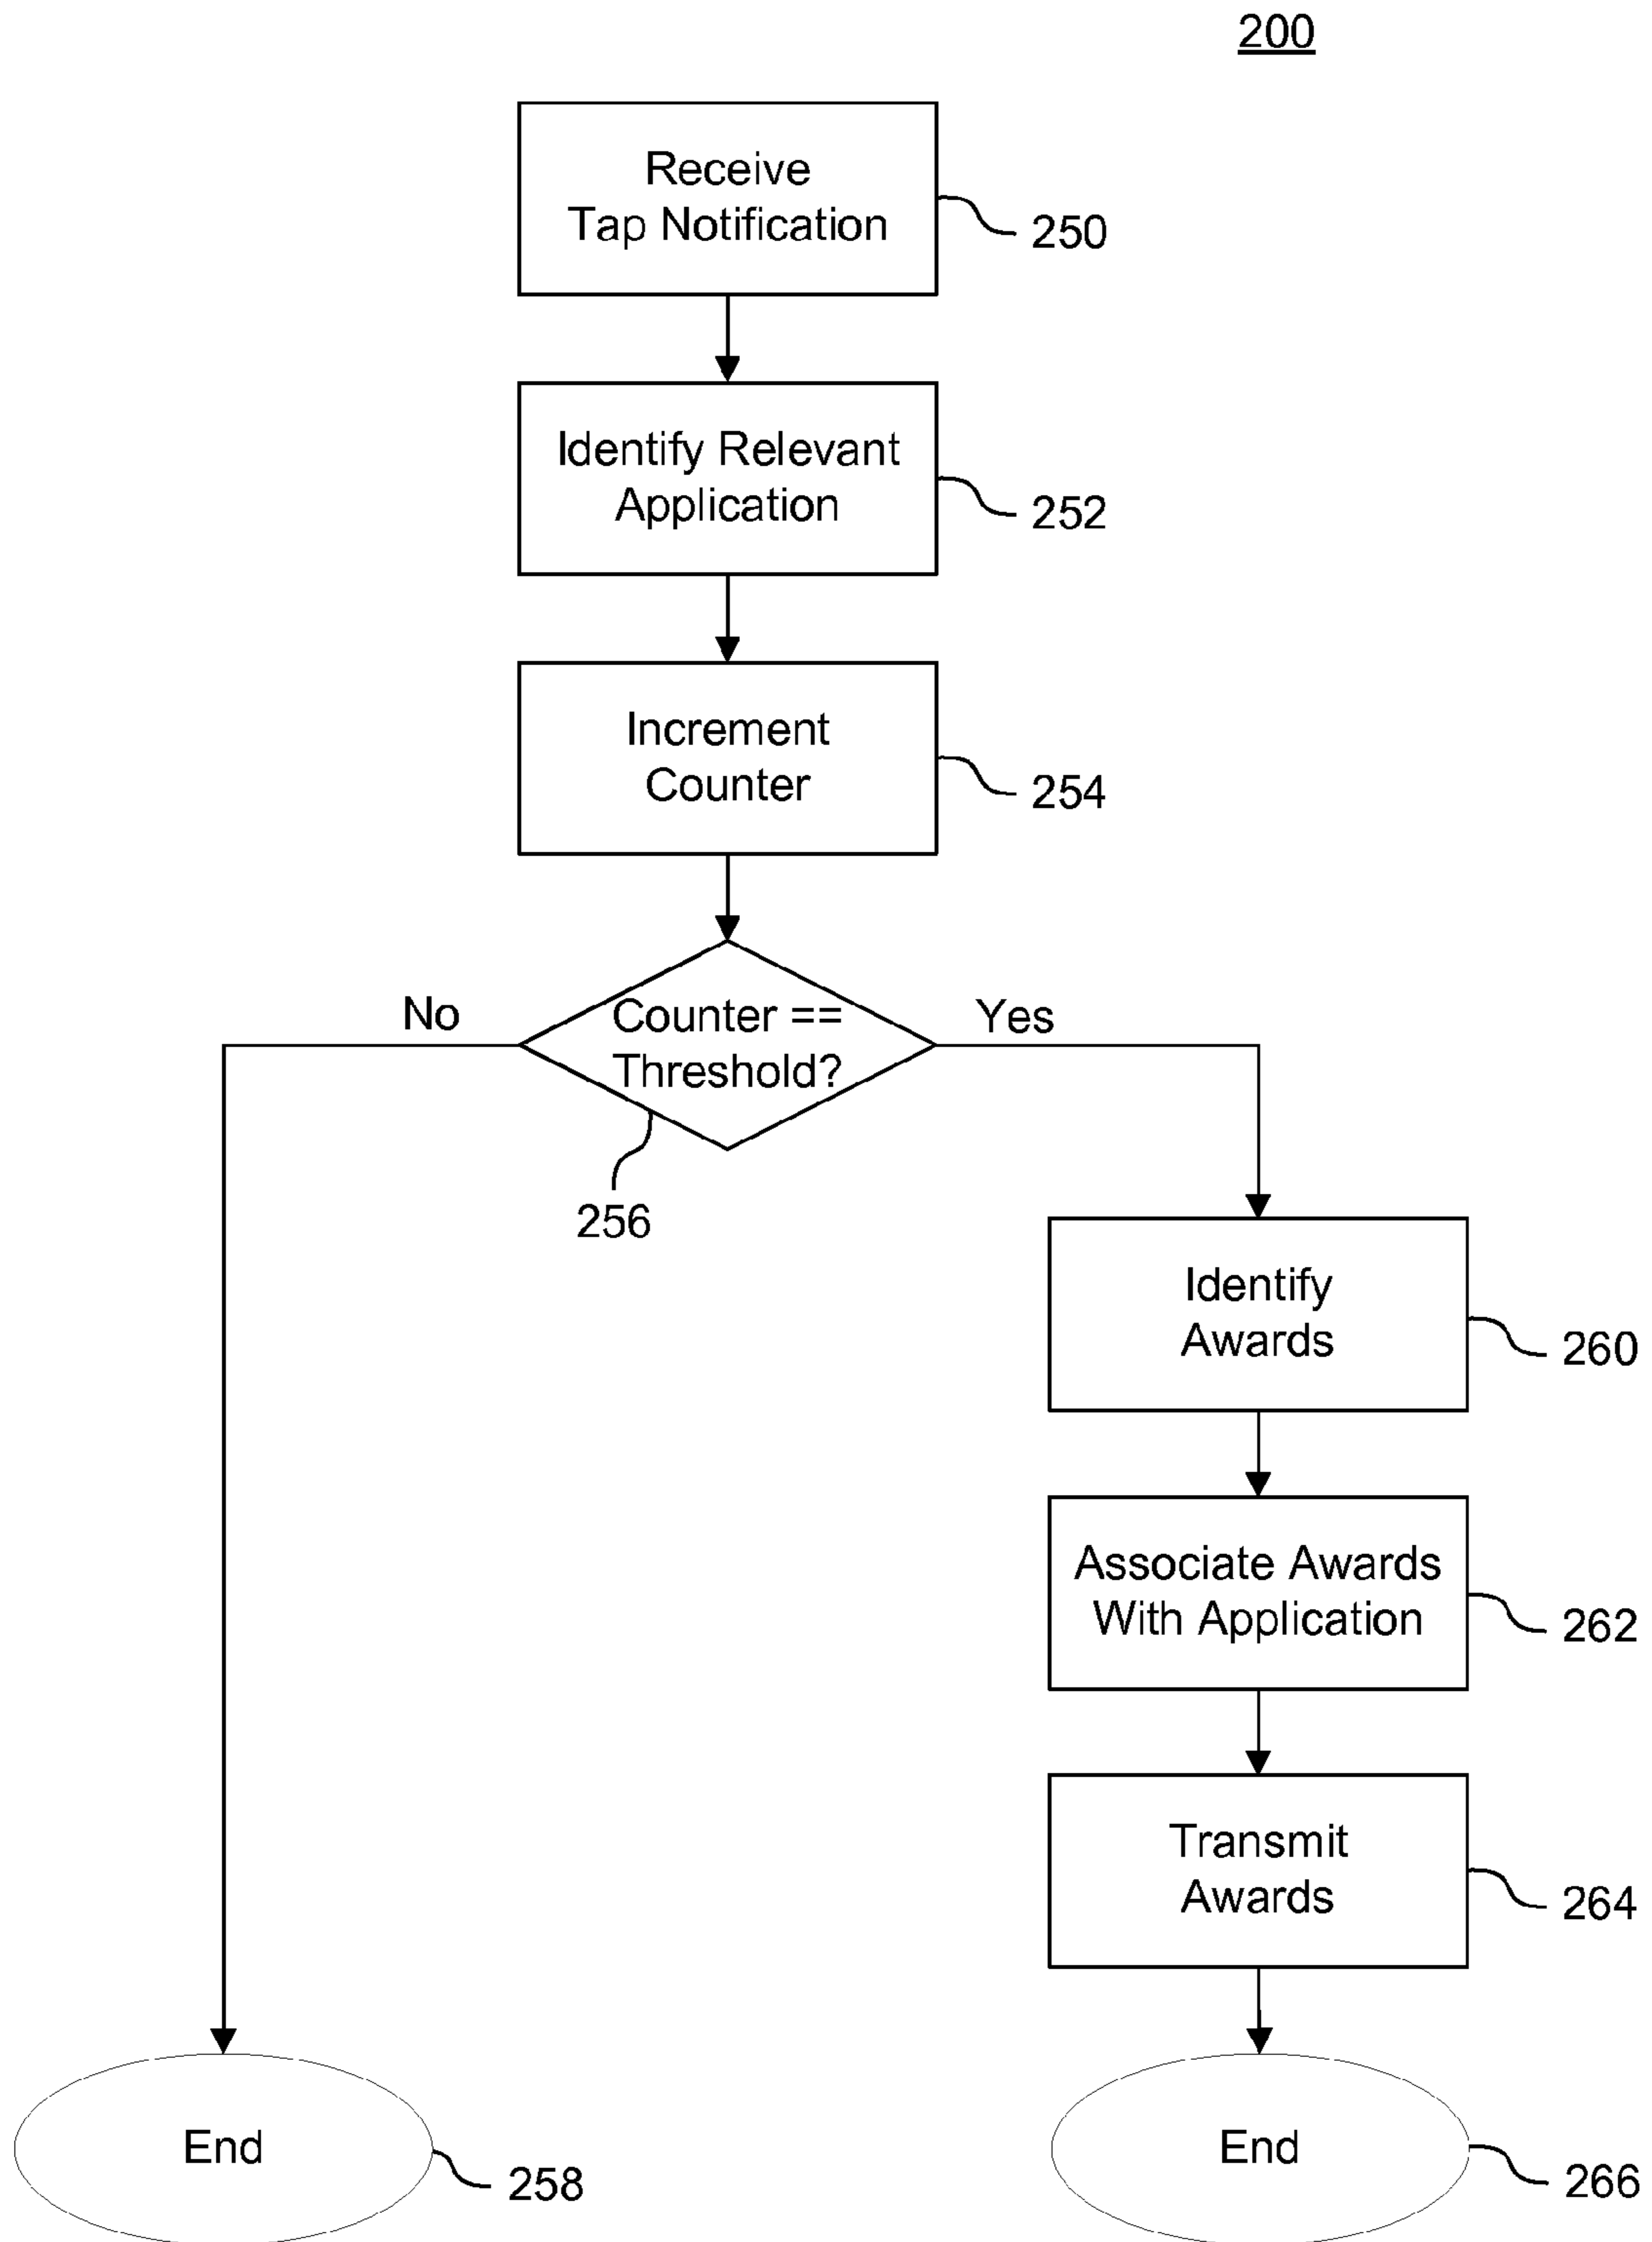 200
Receive
Tap Notification
250
Identify Relevant
Application
252
Increment
Counter
254
No
Counter ==
Threshold?
Yes
256
Identify
Awards
260
Associate Awards
With Application
262
Transmit
Awards
264
End
258
End
266